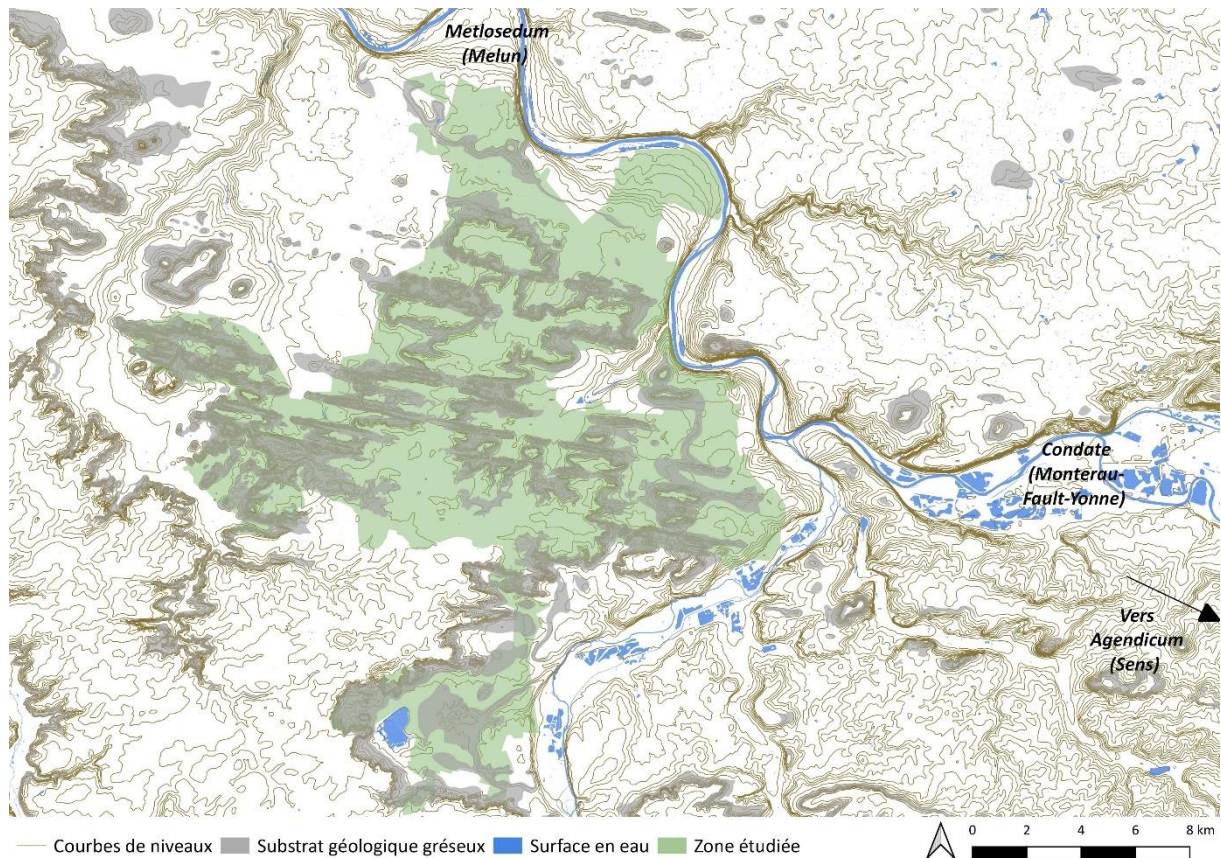 Metlosedum
(Melun)
Condate
(Monterau-
Fault-Yonne)
Vers
Agendicum
(Sens)
Courbes de niveaux Substrat géologique gréseux Surface en eau Zone étudiée
0 2 4 6 8 km